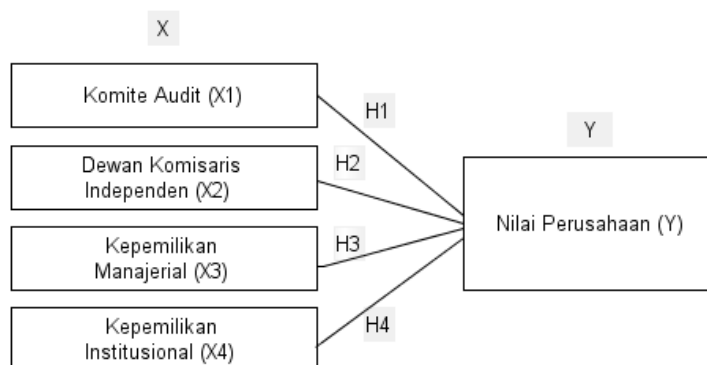 X
Komite Audit (X1)
H1
Y
Dewan Komisaris
Independen (X2)
H2
Nilai Perusahaan (Y)
Kepemilikan
Manajerial (X3)
H3
Kepemilikan
Institusional (X4)
H4